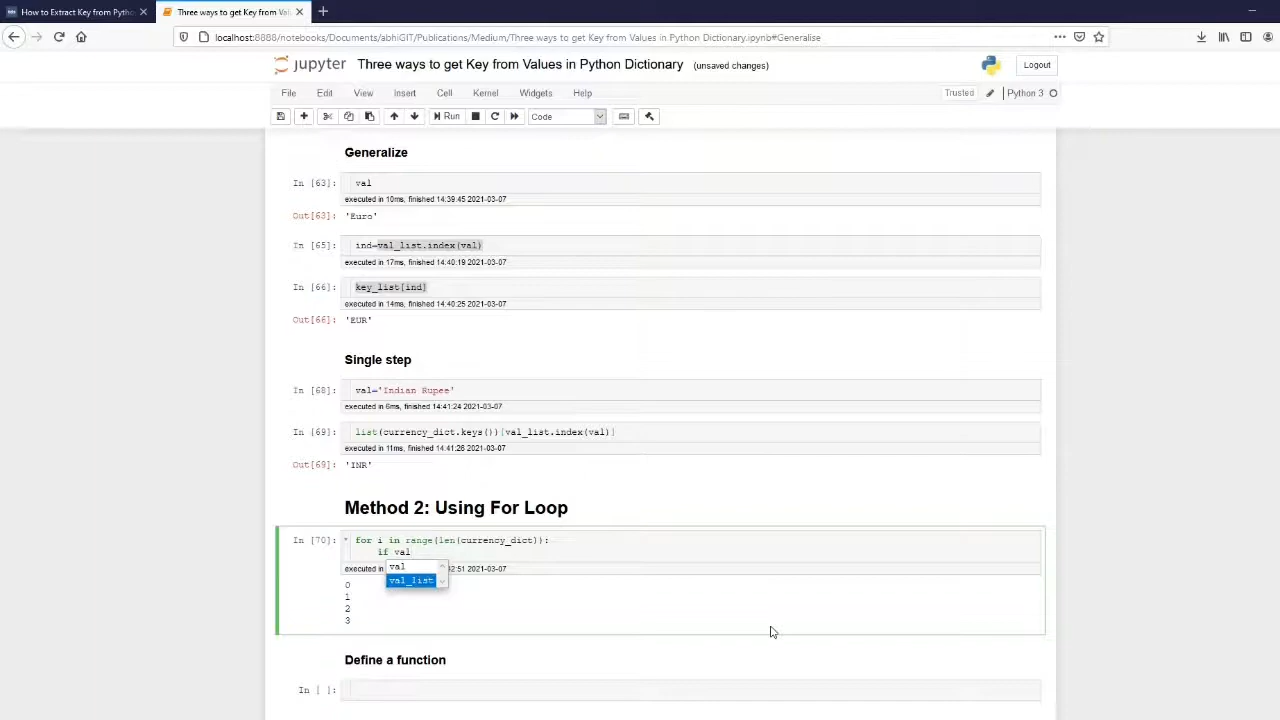 How to Extract Key from Pytho
Three ways to get Key from Val
localhost:8888/notebooks/Documents/abhiGIT/Publications/Medium/Three ways to get Key from Values in Python Dictionary.ipynb#Generalise
jupyter Three ways to get Key from Values in Python Dictionary (unsaved changes) Logout
File Edit View Insert Cell Kernel Widgets Help Trusted Python 3
Run Code
Generalize
In [63]: val
executed in 10ms, finished 14:39:45 2021-03-07
Out[63]: 'Euro'
In [65]: ind=val_list.index(val)
executed in 17ms, finished 14:40:19 2021-03-07
In [66]: key_list[ind]
executed in 14ms, finished 14:40:25 2021-03-07
Out[66]: 'EUR'
Single step
In [68]: val='Indian Rupee'
executed in 6ms, finished 14:41:24 2021-03-07
In [69]: list(currency_dict.keys())[val_list.index(val)]
executed in 11ms, finished 14:41:28 2021-03-07
Out[69]: 'INR'
Method 2: Using For Loop
In [70]: for i in range(len(currency_dict)):
if val
val
executed in 2:51 2021-03-07
val_list
0
1
2
3
Define a function
In [ ]: